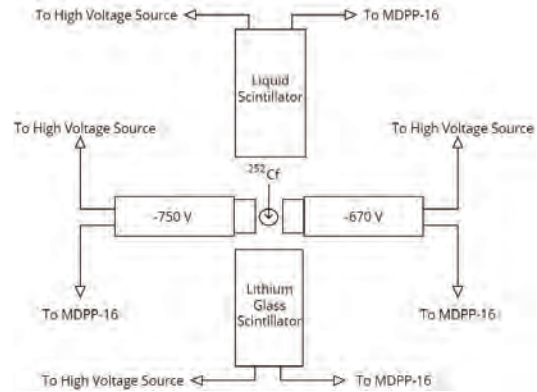 To High Voltage Source
To MDPP-16
Liquid
Scintillator
To High Voltage Source
To High Voltage Source
²⁵²Cf
-750 V
-670 V
Lithium
Glass
Scintillator
To MDPP-16
To MDPP-16
To High Voltage Source
To MDPP-16